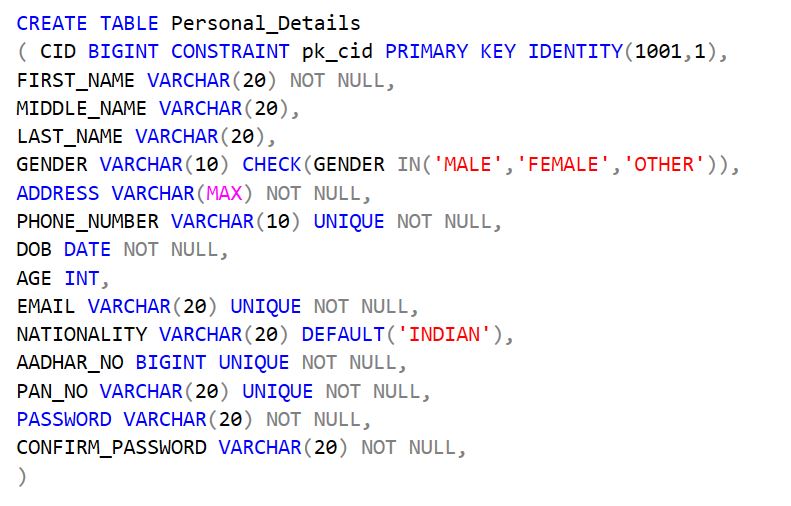 CREATE TABLE Personal_Details
( CID BIGINT CONSTRAINT pk_cid PRIMARY KEY IDENTITY(1001,1),
FIRST_NAME VARCHAR(20) NOT NULL,
MIDDLE_NAME VARCHAR(20),
LAST_NAME VARCHAR(20),
GENDER VARCHAR(10) CHECK(GENDER IN('MALE','FEMALE','OTHER')),
ADDRESS VARCHAR(MAX) NOT NULL,
PHONE_NUMBER VARCHAR(10) UNIQUE NOT NULL,
DOB DATE NOT NULL,
AGE INT,
EMAIL VARCHAR(20) UNIQUE NOT NULL,
NATIONALITY VARCHAR(20) DEFAULT('INDIAN'),
AADHAR_NO BIGINT UNIQUE NOT NULL,
PAN_NO VARCHAR(20) UNIQUE NOT NULL,
PASSWORD VARCHAR(20) NOT NULL,
CONFIRM_PASSWORD VARCHAR(20) NOT NULL,
)